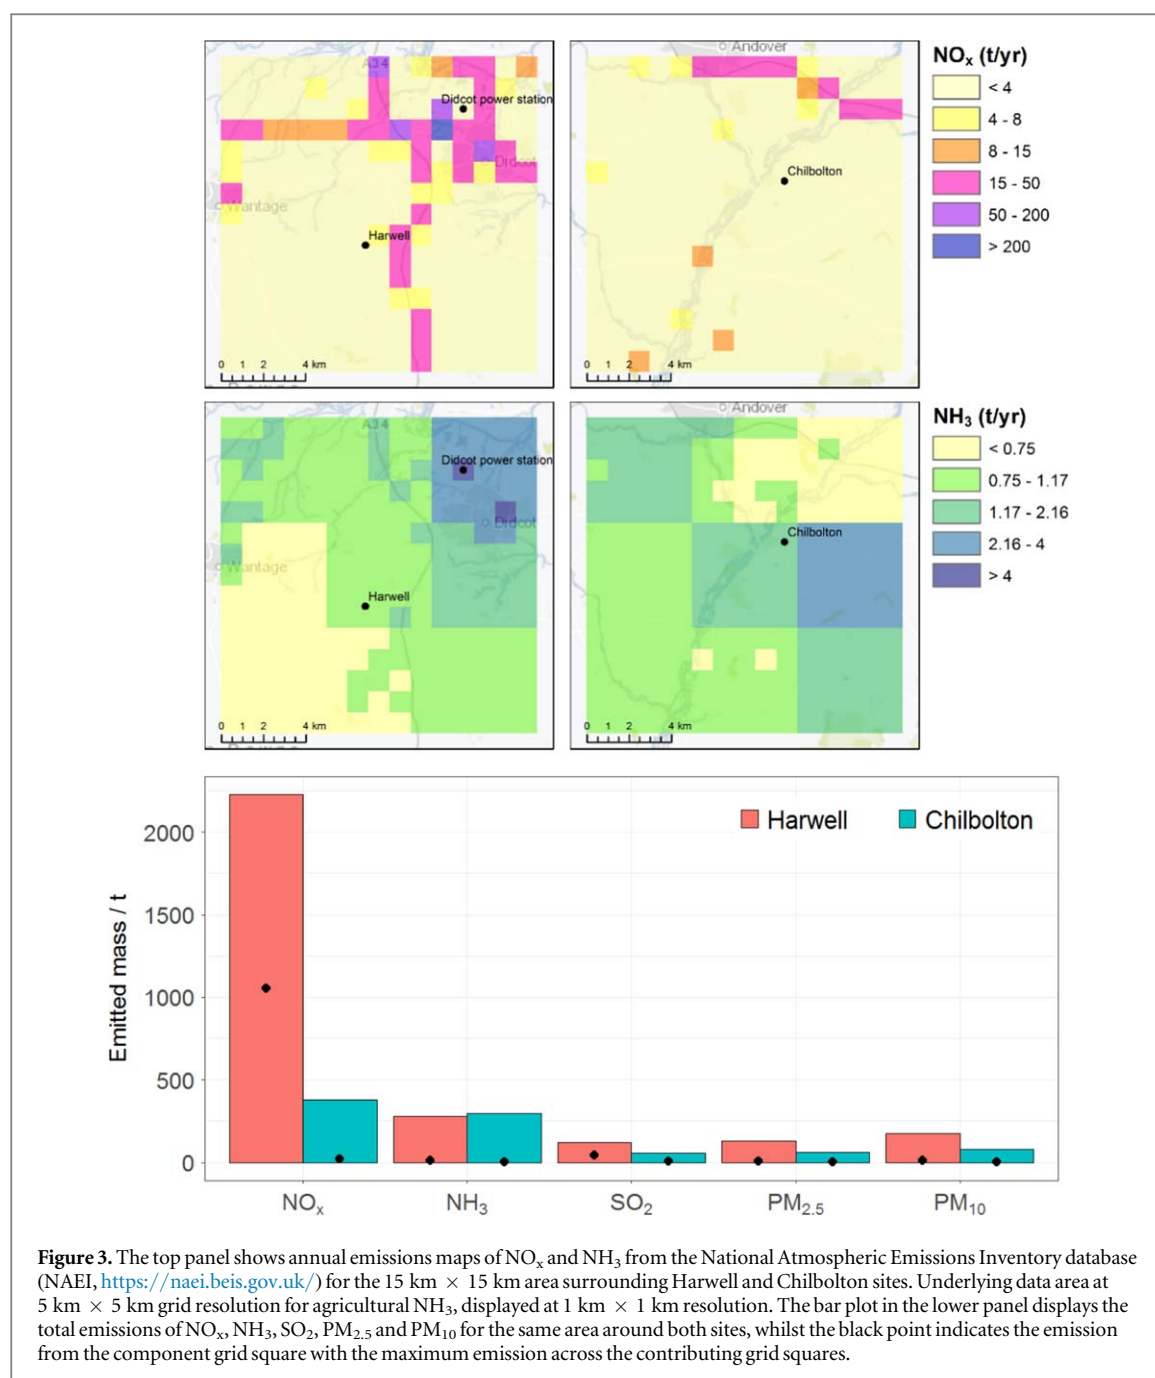 Andover
NOₓ (t/yr)
A34
< 4
Didcot power station
4 - 8
8 - 15
Didcot
Chilbolton
15 - 50
Wantage
50 - 200
Harwell
> 200
0 1 2 4 km
0 1 2 4 km
Andover
NH₃ (t/yr)
A34
< 0.75
Didcot power station
0.75 - 1.17
1.17 - 2.16
Didcot
Chilbolton
2.16 - 4
Wantage
> 4
Harwell
0 1 2 4 km
0 1 2 4 km
Harwell Chilbolton
2000
1500
1000
500
0
Emitted mass / t
NOₓ NH₃ SO₂ PM₂.₅ PM₁₀
Figure 3. The top panel shows annual emissions maps of NOₓ and NH₃ from the National Atmospheric Emissions Inventory database
(NAEI, https://naei.beis.gov.uk/) for the 15 km × 15 km area surrounding Harwell and Chilbolton sites. Underlying data area at
5 km × 5 km grid resolution for agricultural NH₃, displayed at 1 km × 1 km resolution. The bar plot in the lower panel displays the
total emissions of NOₓ, NH₃, SO₂, PM₂.₅ and PM₁₀ for the same area around both sites, whilst the black point indicates the emission
from the component grid square with the maximum emission across the contributing grid squares.